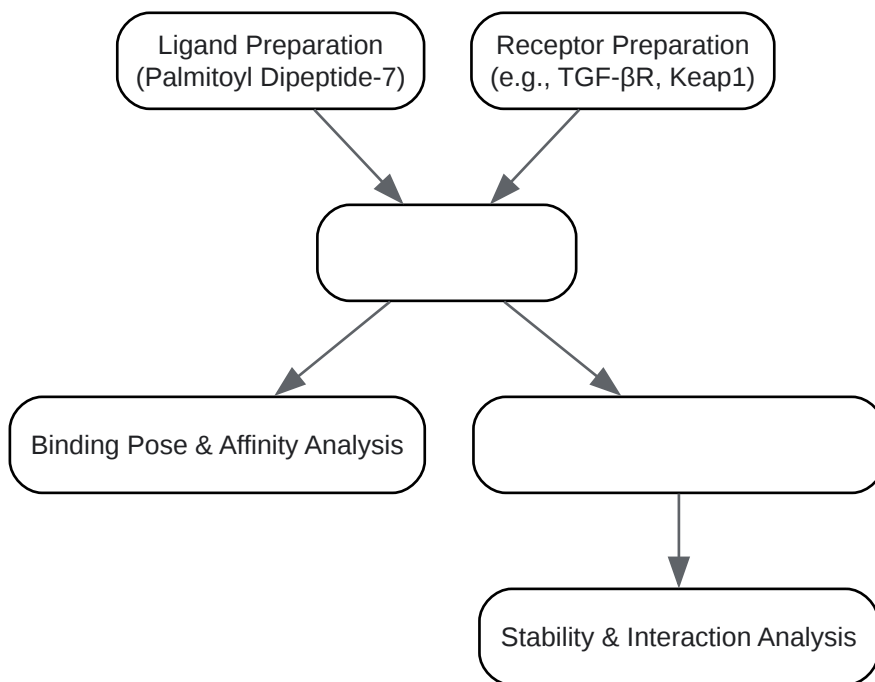 Ligand Preparation
(Palmitoyl Dipeptide-7)
Receptor Preparation
(e.g., TGF-βR, Keap1)
Binding Pose & Affinity Analysis
Stability & Interaction Analysis